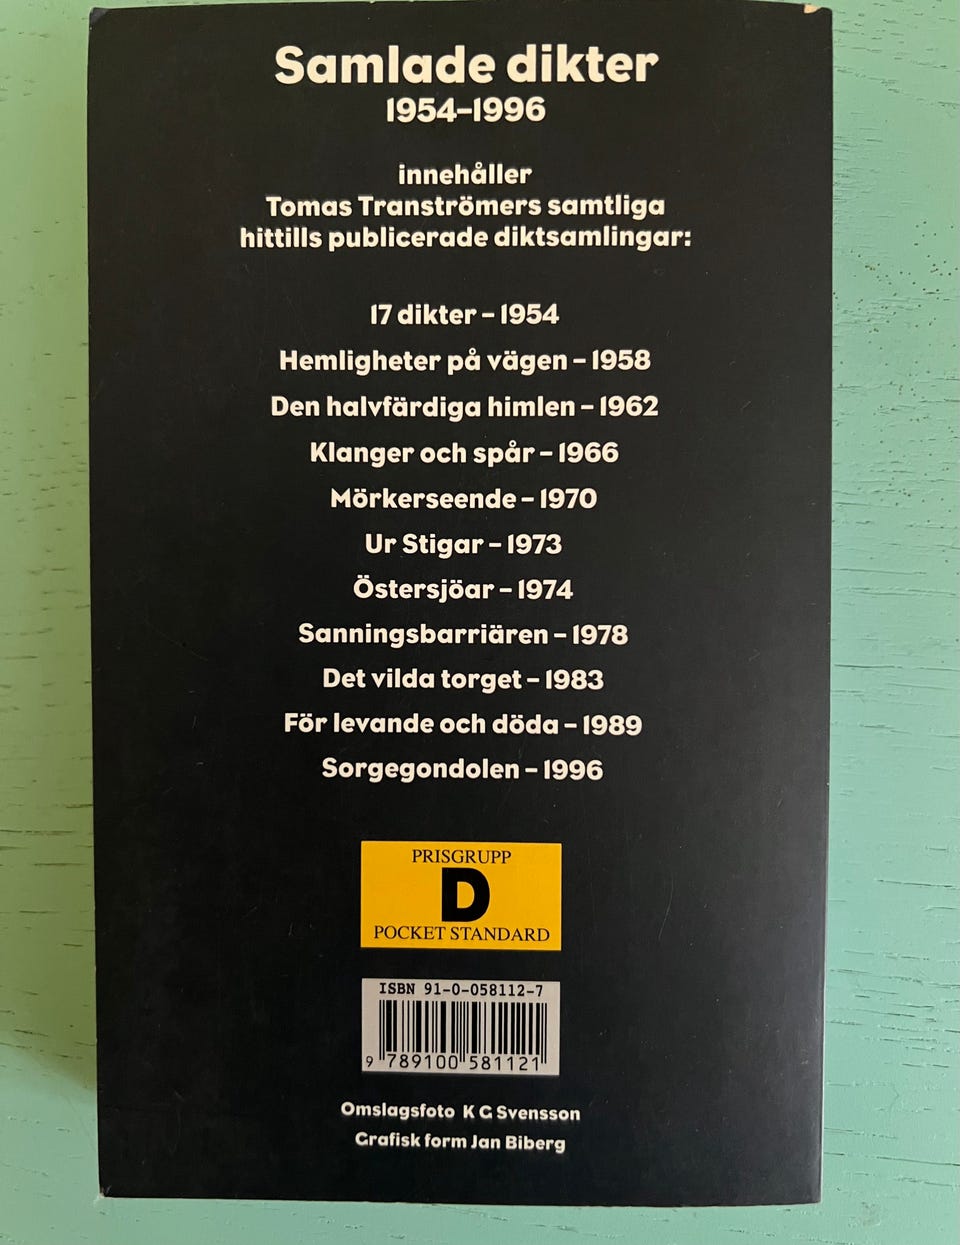 Samlade dikter
1954–1996
innehåller
Tomas Tranströmers samtliga
hittills publicerade diktsamlingar:
17 dikter – 1954
Hemligheter på vägen – 1958
Den halvfärdiga himlen – 1962
Klanger och spår – 1966
Mörkerseende – 1970
Ur Stigar – 1973
Östersjöar – 1974
Sanningsbarriären – 1978
Det vilda torget – 1983
För levande och döda – 1989
Sorgegondolen – 1996
PRISGRUPP
D
POCKET STANDARD
ISBN 91-0-058112-7
9 789100 581121
Omslagsfoto K G Svensson
Grafisk form Jan Biberg